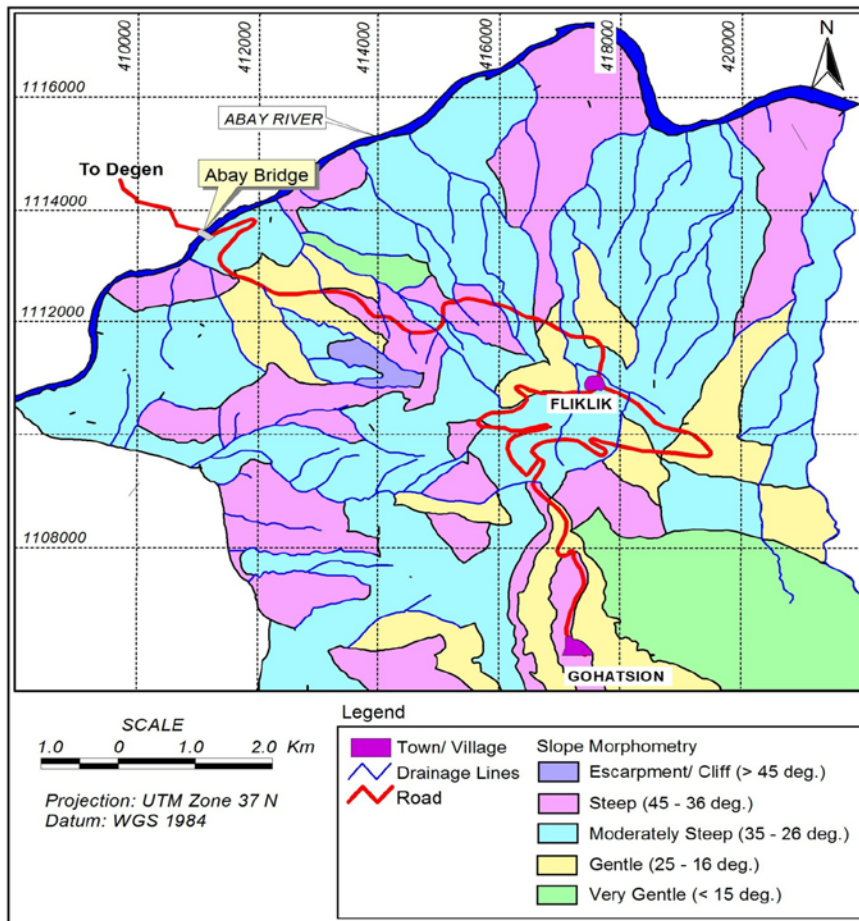 410000
412000
414000
416000
418000
420000
N
1116000
ABAY RIVER
To Degen
Abay Bridge
1114000
1112000
FLIKLIK
1108000
GOHATSION
SCALE
1.0 0 1.0 2.0 Km
Projection: UTM Zone 37 N
Datum: WGS 1984
Legend
Town/ Village
Drainage Lines
Road
Slope Morphometry
Escarpment/ Cliff (> 45 deg.)
Steep (45 - 36 deg.)
Moderately Steep (35 - 26 deg.)
Gentle (25 - 16 deg.)
Very Gentle (< 15 deg.)